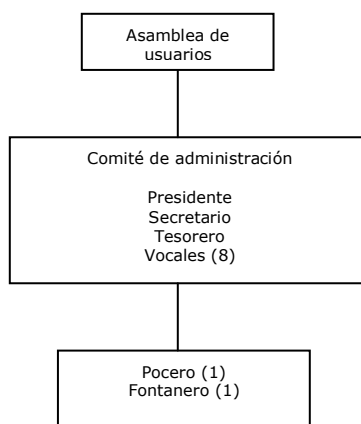 Asamblea de
usuarios
Comité de administración
Presidente
Secretario
Tesorero
Vocales (8)
Pocero (1)
Fontanero (1)